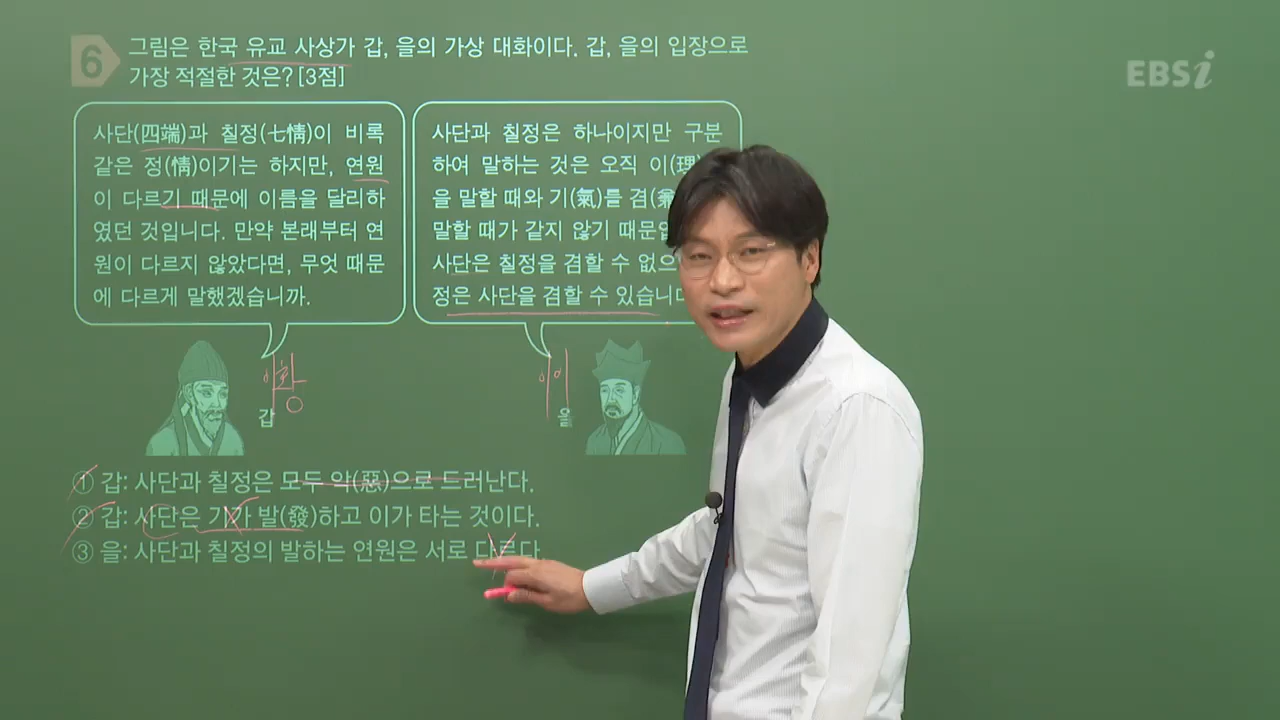 6 그림은 한국 유교 사상가 갑, 을의 가상 대화이다. 갑, 을의 입장으로
가장 적절한 것은? [3점]
EBSi
사단(四端)과 칠정(七情)이 비록
같은 정(情)이기는 하지만, 연원
이 다르기 때문에 이름을 달리하
였던 것입니다. 만약 본래부터 연
원이 다르지 않았다면, 무엇 때문
에 다르게 말했겠습니까.
사단과 칠정은 하나이지만 구분
하여 말하는 것은 오직 이(理)
을 말할 때와 기(氣)를 겸(兼
말할 때가 같지 않기 때문입
사단은 칠정을 겸할 수 없으
정은 사단을 겸할 수 있습니다
이황
갑
이이
을
① 갑: 사단과 칠정은 모두 악(惡)으로 드러난다.
② 갑: 사단은 기가 발(發)하고 이가 타는 것이다.
③ 을: 사단과 칠정의 발하는 연원은 서로 다르다.